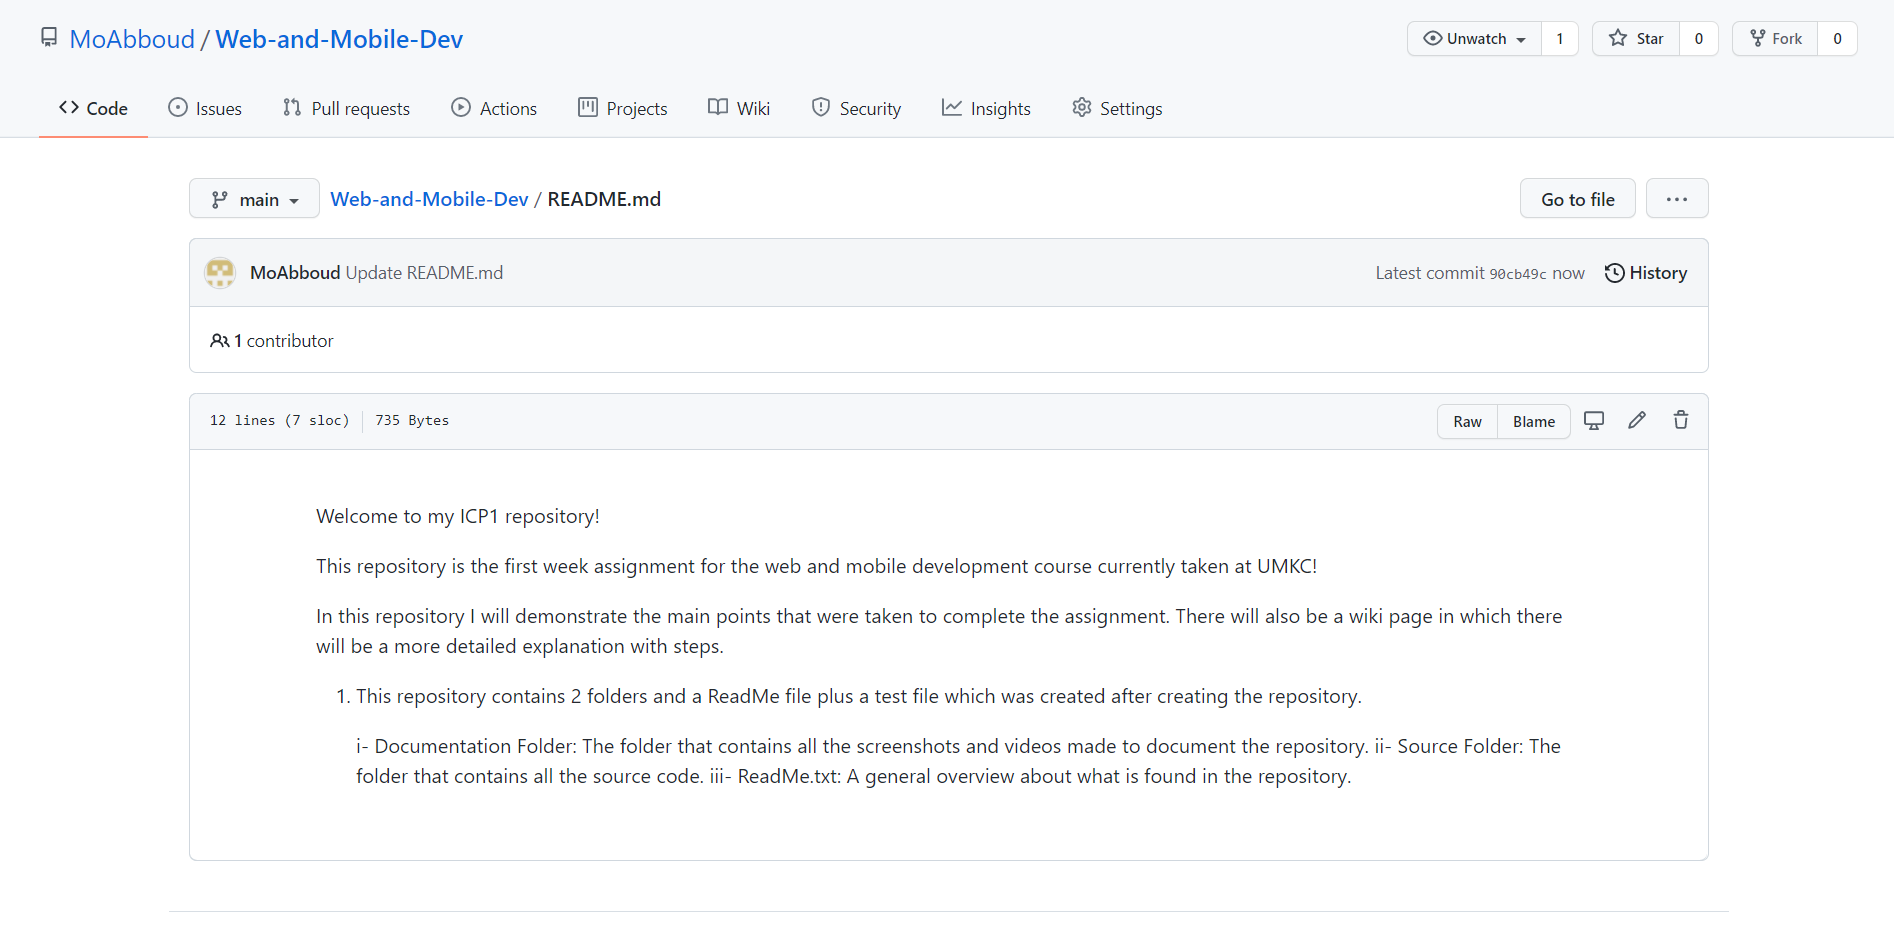 MoAbboud / Web-and-Mobile-Dev
Unwatch 1 Star 0 Fork 0
Code Issues Pull requests Actions Projects Wiki Security Insights Settings
main Web-and-Mobile-Dev / README.md Go to file ...
MoAbboud Update README.md Latest commit 90cb49c now History
1 contributor
12 lines (7 sloc) 735 Bytes Raw Blame
Welcome to my ICP1 repository!
This repository is the first week assignment for the web and mobile development course currently taken at UMKC!
In this repository I will demonstrate the main points that were taken to complete the assignment. There will also be a wiki page in which there
will be a more detailed explanation with steps.
1. This repository contains 2 folders and a ReadMe file plus a test file which was created after creating the repository.
i- Documentation Folder: The folder that contains all the screenshots and videos made to document the repository. ii- Source Folder: The
folder that contains all the source code. iii- ReadMe.txt: A general overview about what is found in the repository.